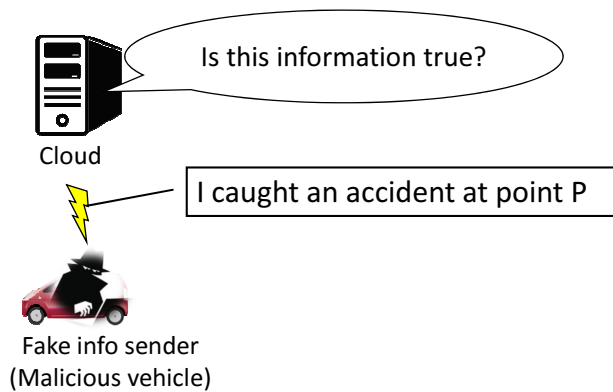 Is this information true?
Cloud
I caught an accident at point P
Fake info sender
(Malicious vehicle)